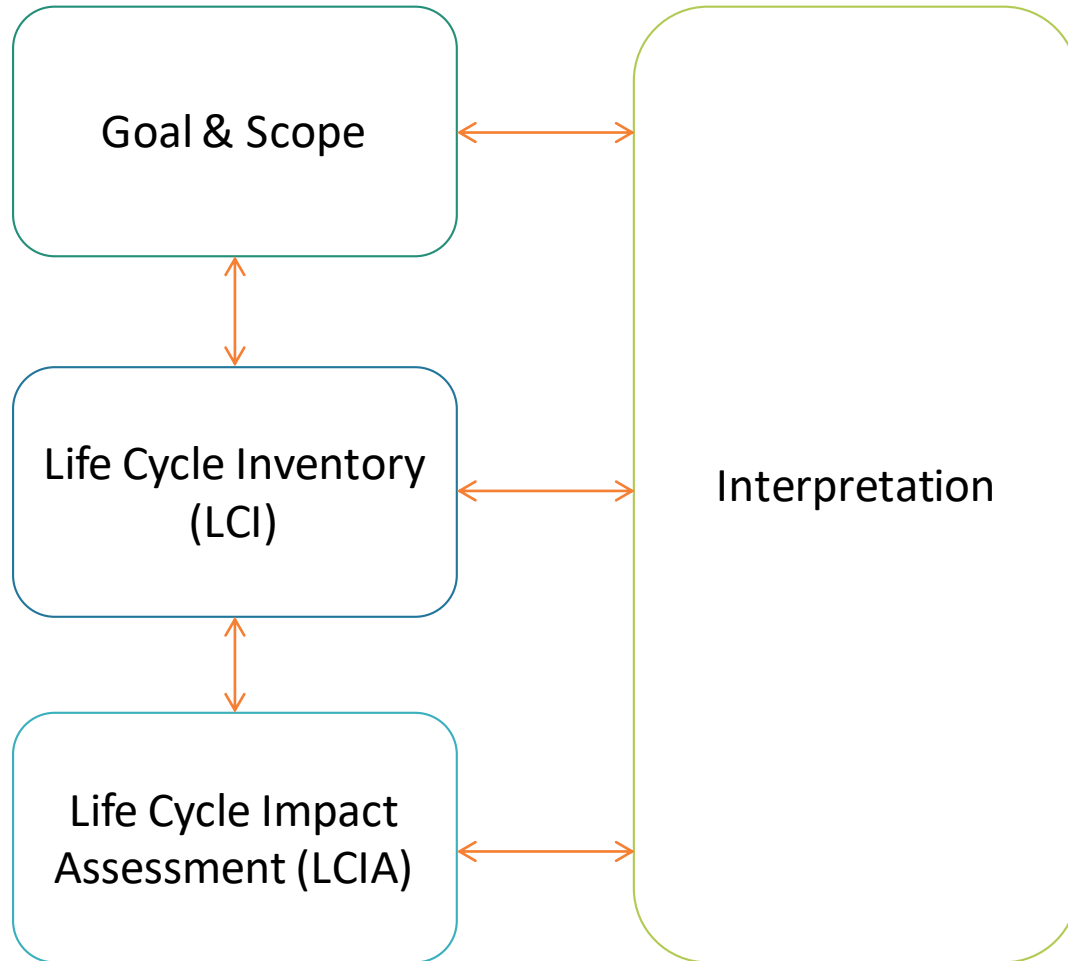 Goal & Scope
Life Cycle Inventory
(LCI)
Interpretation
Life Cycle Impact
Assessment (LCIA)